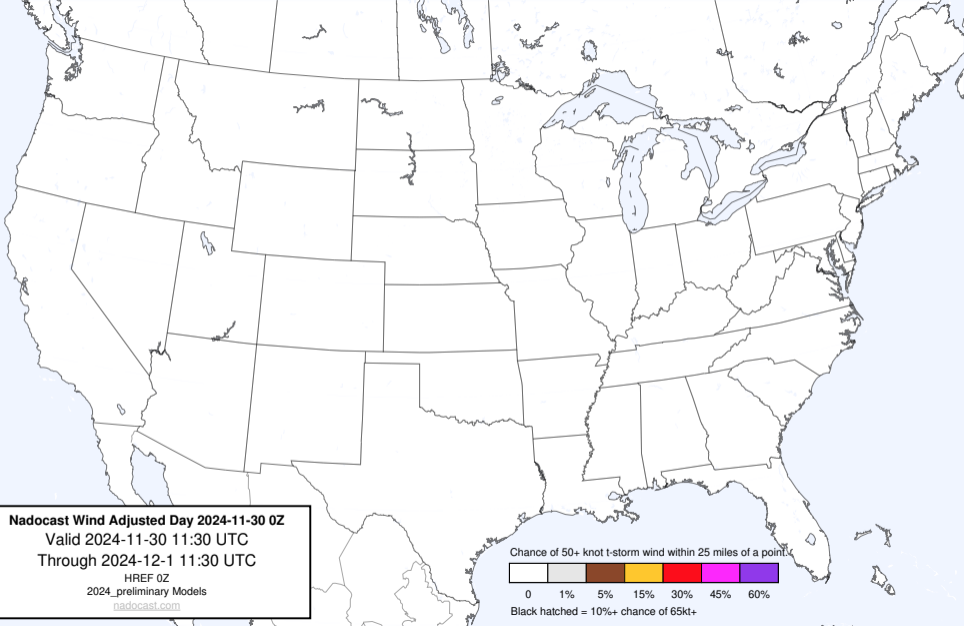 Nadocast Wind Adjusted Day 2024-11-30 0Z
Valid 2024-11-30 11:30 UTC
Through 2024-12-1 11:30 UTC
HREF 0Z
2024_preliminary Models
nadocast.com
Chance of 50+ knot t-storm wind within 25 miles of a point.
0 1% 5% 15% 30% 45% 60%
Black hatched = 10%+ chance of 65kt+